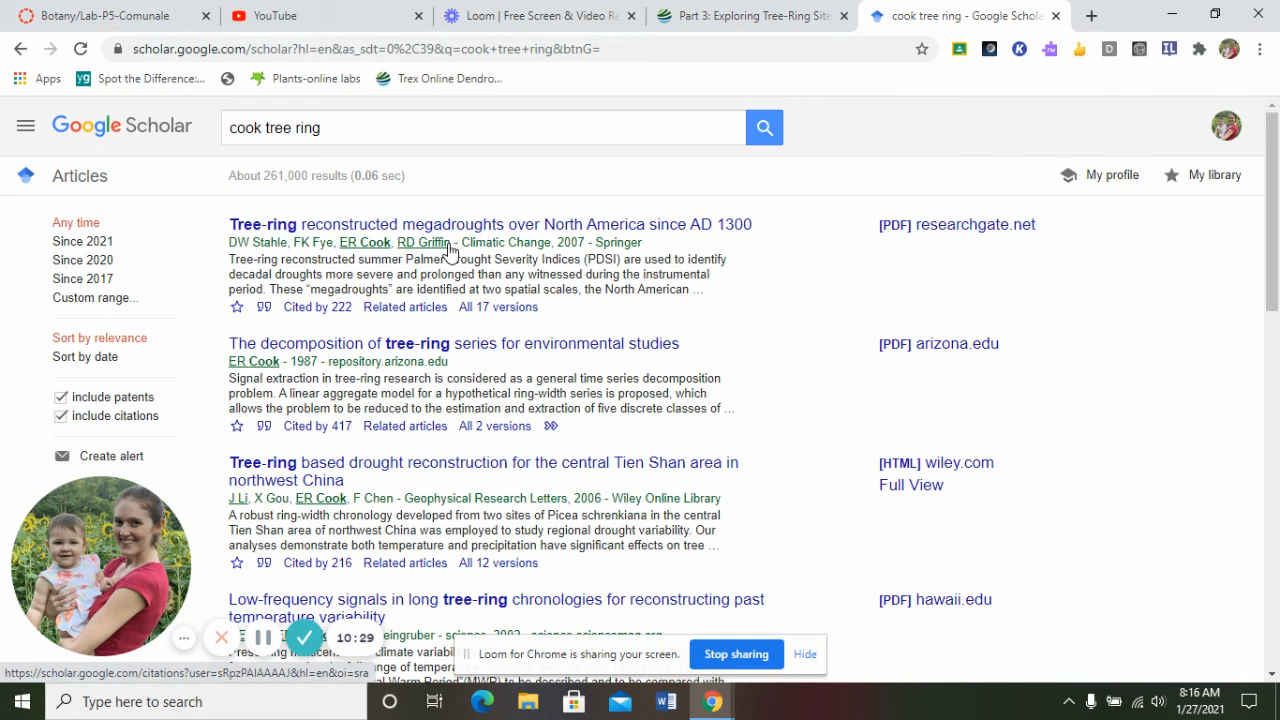 Botany/Lab-P5-Comunale
YouTube
Loom | Free Screen & Video Re
Part 3: Exploring Tree-Ring Site
cook tree ring - Google Schola
scholar.google.com/scholar?hl=en&as_sdt=0%2C39&q=cook+tree+ring&btnG=
Apps
yg
Spot the Difference:...
Plants-online labs
Trex Online Dendro...
Google Scholar
cook tree ring
Articles
About 261,000 results (0.06 sec)
My profile
My library
Any time
Since 2021
Since 2020
Since 2017
Custom range...
Sort by relevance
Sort by date
include patents
include citations
Create alert
Tree-ring reconstructed megadroughts over North America since AD 1300
DW Stahle, FK Fye, ER Cook, RD Griffin - Climatic Change, 2007 - Springer
Tree-ring reconstructed summer Palmer Drought Severity Indices (PDSI) are used to identify
decadal droughts more severe and prolonged than any witnessed during the instrumental
period. These “megadroughts” are identified at two spatial scales, the North American ...
Cited by 222 Related articles All 17 versions
[PDF] researchgate.net
The decomposition of tree-ring series for environmental studies
ER Cook - 1987 - repository.arizona.edu
Signal extraction in tree-ring research is considered as a general time series decomposition
problem. A linear aggregate model for a hypothetical ring-width series is proposed, which
allows the problem to be reduced to the estimation and extraction of five discrete classes of ...
Cited by 417 Related articles All 2 versions
[PDF] arizona.edu
Tree-ring based drought reconstruction for the central Tien Shan area in
northwest China
J Li, X Gou, ER Cook, F Chen - Geophysical Research Letters, 2006 - Wiley Online Library
A robust ring-width chronology developed from two sites of Picea schrenkiana in the central
Tien Shan area of northwest China was employed to study regional drought variability. Our
analyses demonstrate both temperature and precipitation have significant effects on tree ...
Cited by 216 Related articles All 12 versions
[HTML] wiley.com
Full View
Low-frequency signals in long tree-ring chronologies for reconstructing past
temperature variability
[PDF] hawaii.edu
10:29
Loom for Chrome is sharing your screen.
Stop sharing
Hide
https://scholar.google.com/citations?user=sRpzPAIAAAAJ&hl=en&oi=sra
Type here to search
8:16 AM
1/27/2021